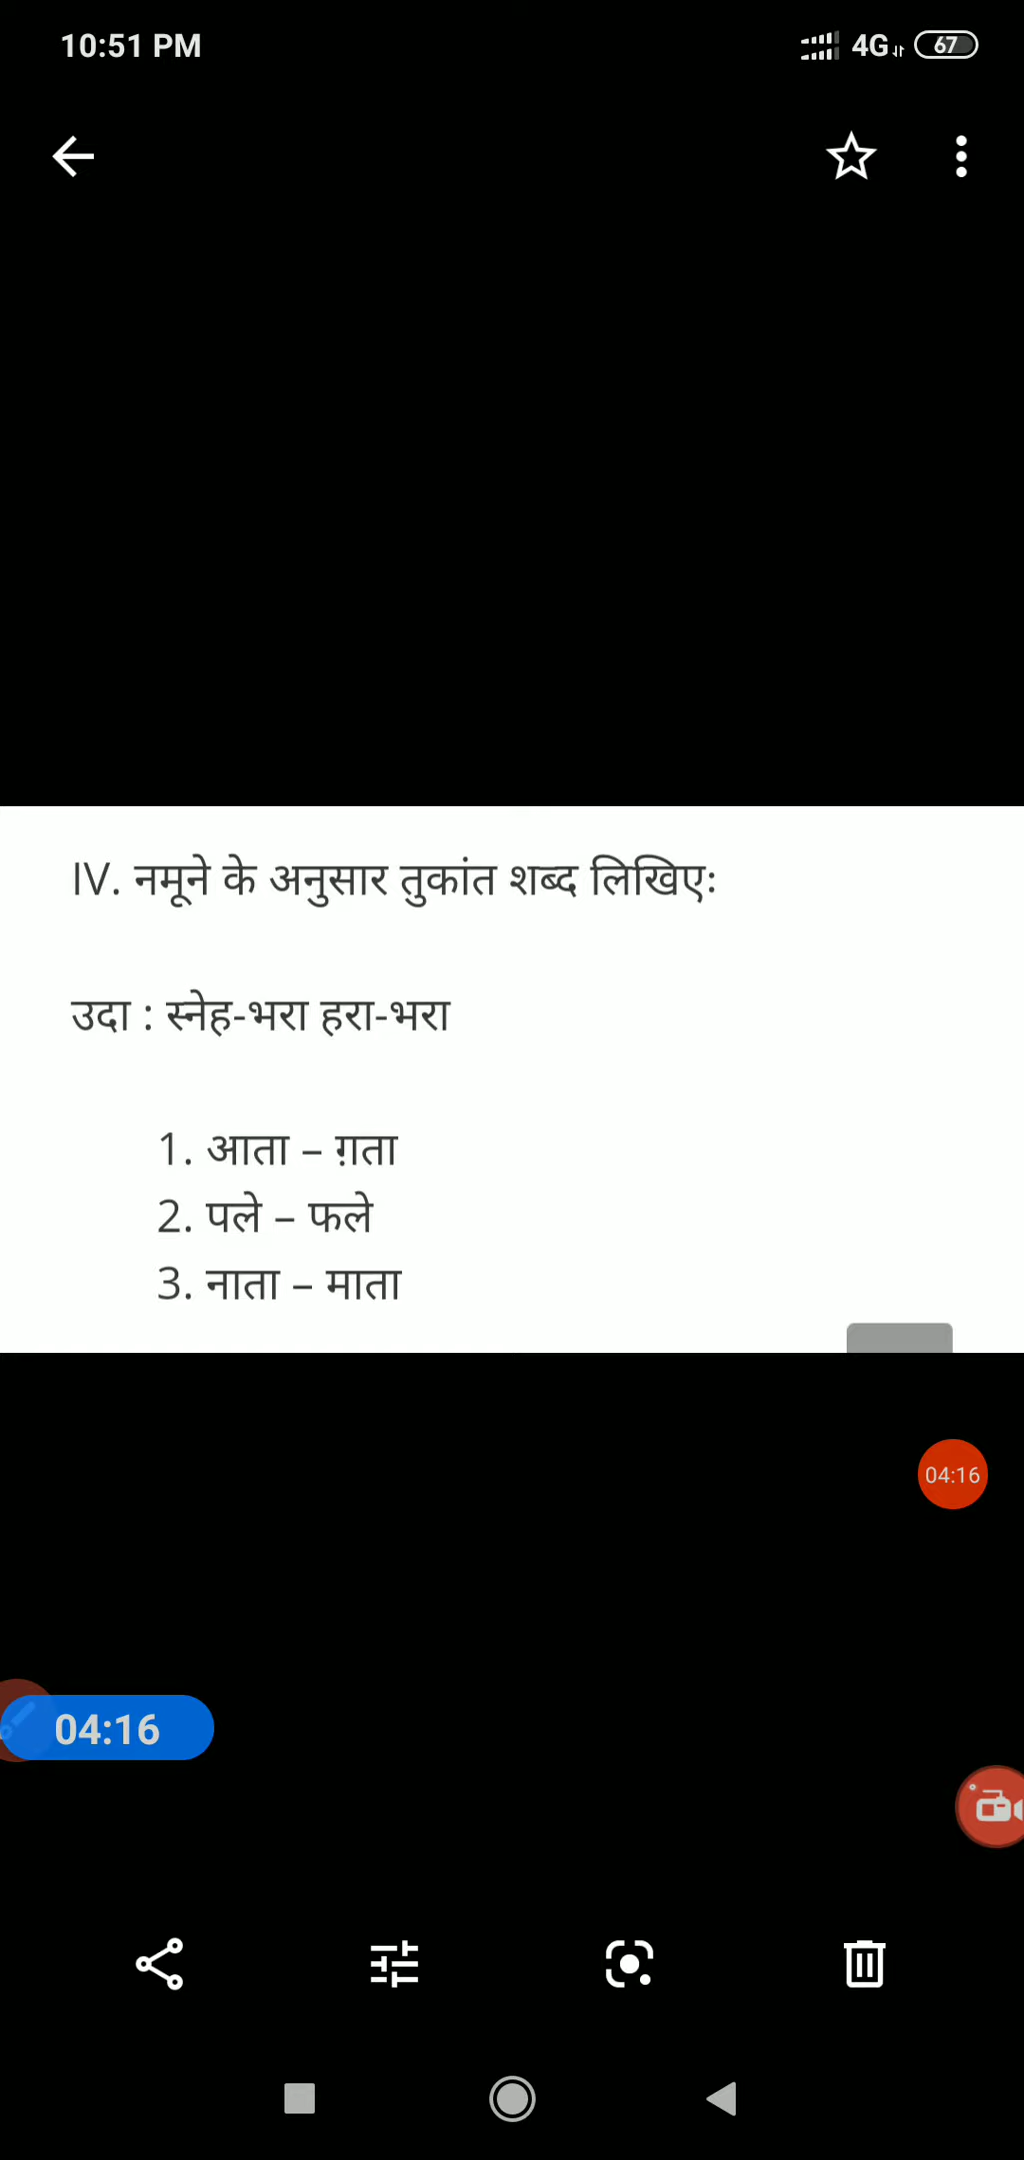 10:51 PM
4G 67
IV. नमूने के अनुसार तुकांत शब्द लिखिएः
उदा : स्नेह-भरा हरा-भरा
1. आता – ग़ता
2. पले – फले
3. नाता – माता
04:16
04:16